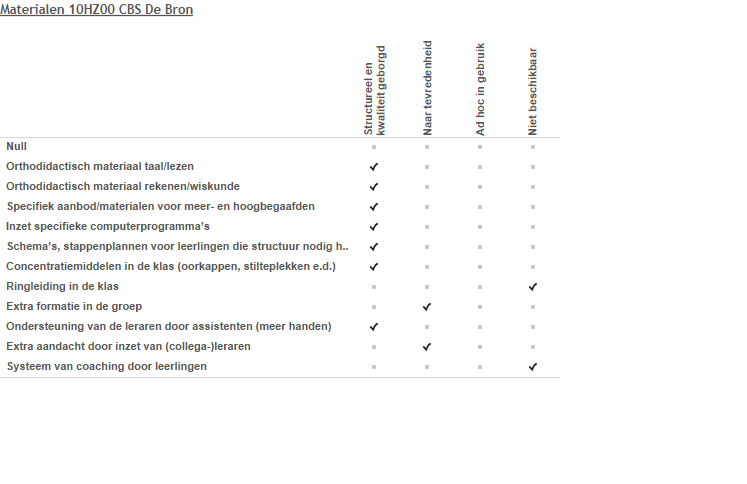 Materialen 10HZ00 CBS De Bron
Structureel en
kwaliteit geborgd
Naar tevredenheid
Ad hoc in gebruik
Niet beschikbaar
Null
Orthodidactisch materiaal taal/lezen
Orthodidactisch materiaal rekenen/wiskunde
Specifiek aanbod/materialen voor meer- en hoogbegaafden
Inzet specifieke computerprogramma's
Schema's, stappenplannen voor leerlingen die structuur nodig h..
Concentratiemiddelen in de klas (oorkappen, stilteplekken e.d.)
Ringleiding in de klas
Extra formatie in de groep
Ondersteuning van de leraren door assistenten (meer handen)
Extra aandacht door inzet van (collega-)leraren
Systeem van coaching door leerlingen